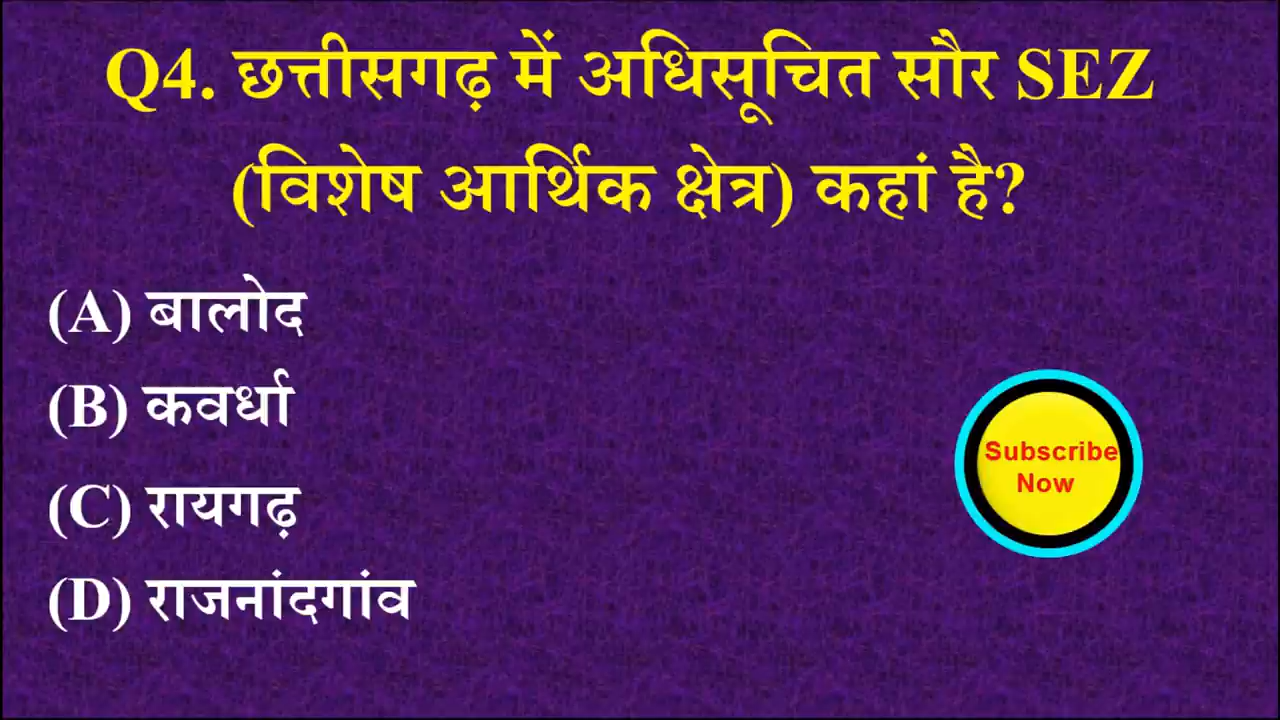 Q4. छत्तीसगढ़ में अधिसूचित सौर SEZ
(विशेष आर्थिक क्षेत्र) कहां है?
(A) बालोद
(B) कवर्धा
(C) रायगढ़
(D) राजनांदगांव
Subscribe
Now